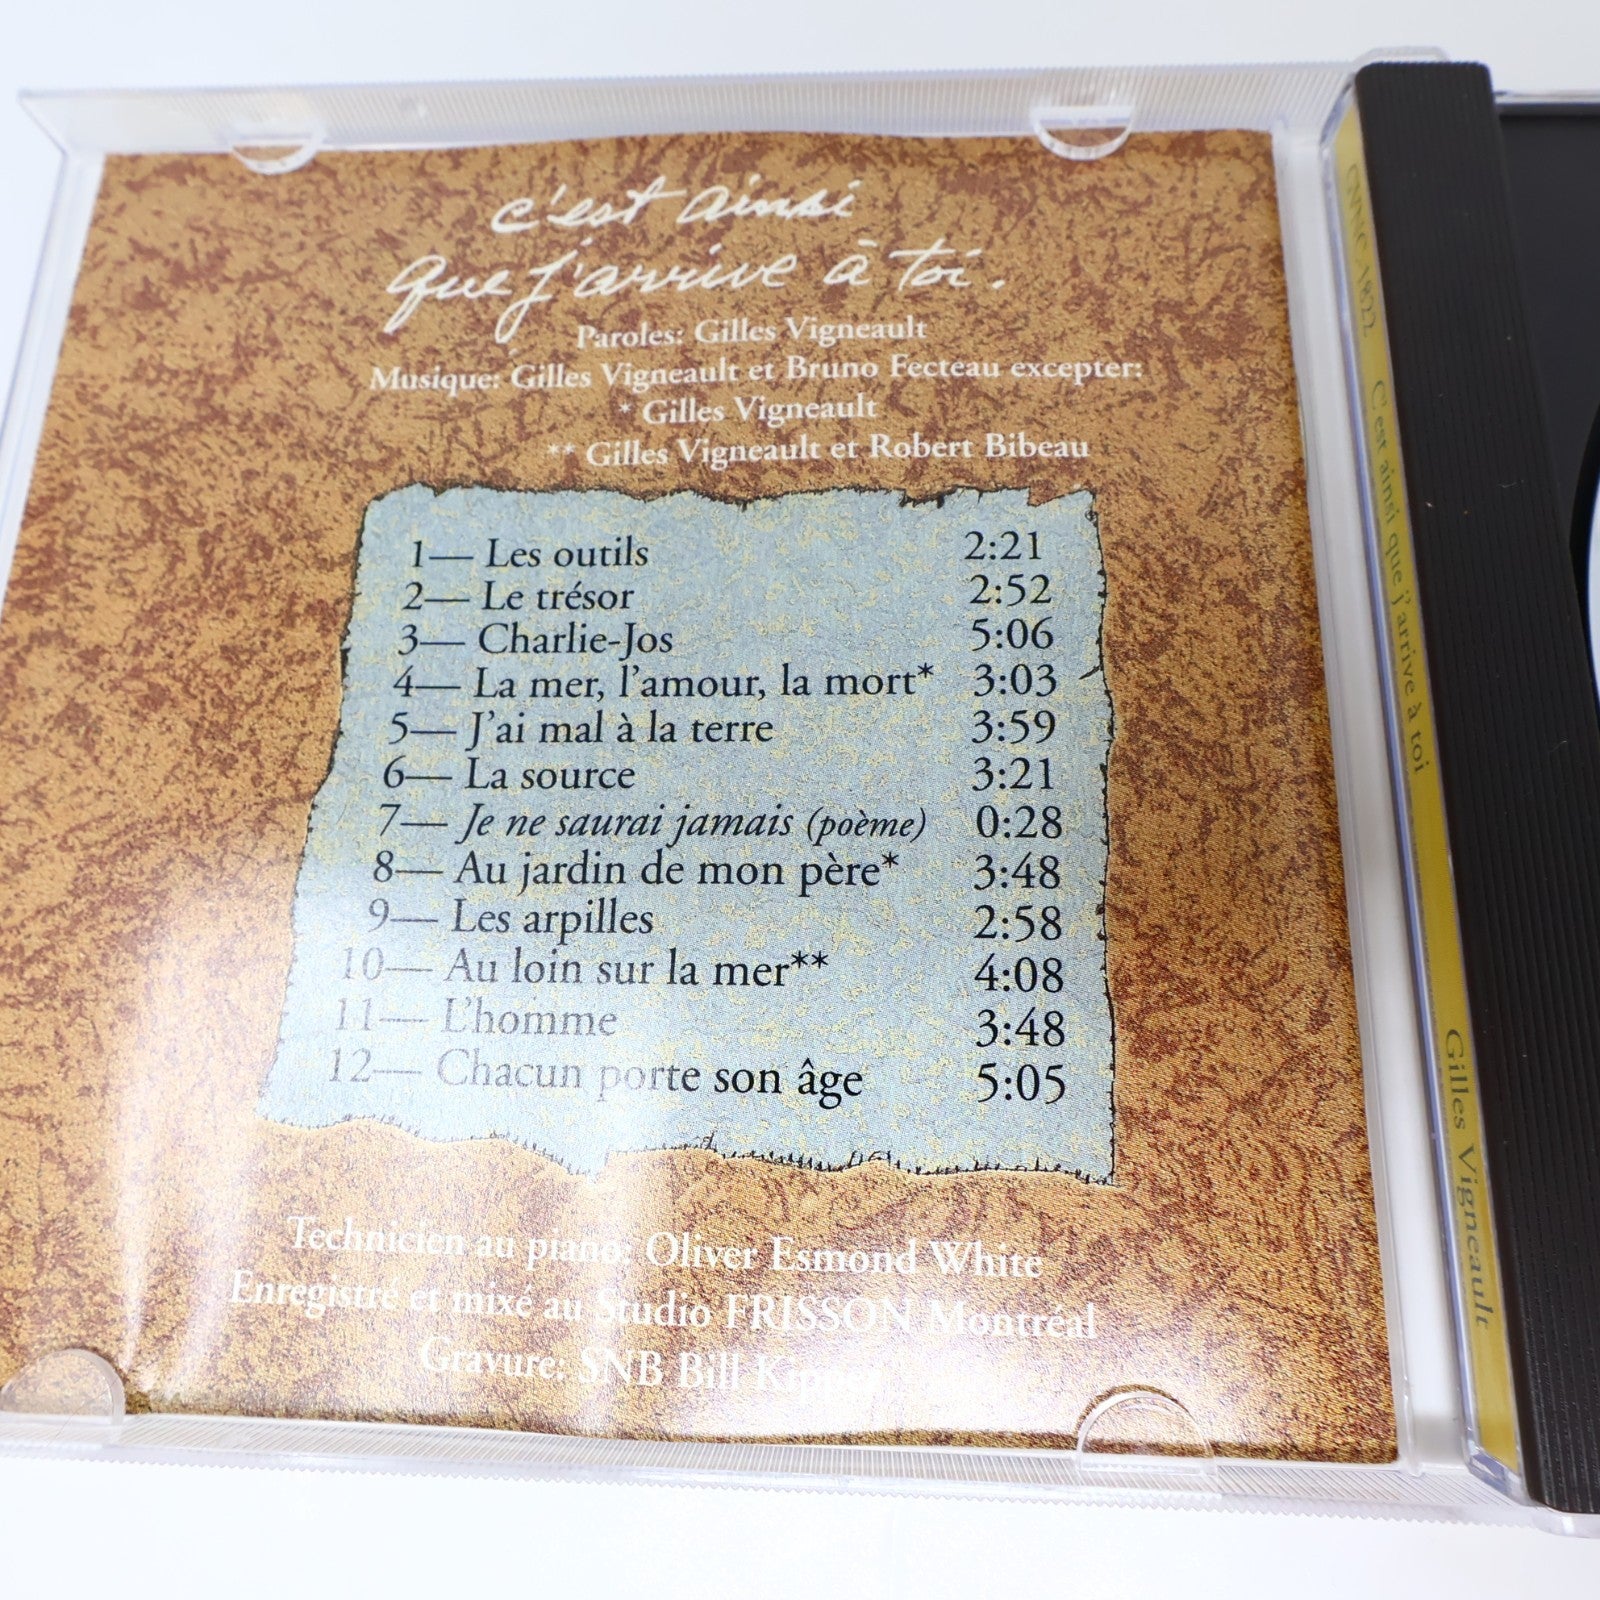 c'est ainsi
que j'arrive à toi.
Paroles: Gilles Vigneault
Musique: Gilles Vigneault et Bruno Fecteau excepter:
* Gilles Vigneault
** Gilles Vigneault et Robert Bibeau
1— Les outils 2:21
2— Le trésor 2:52
3— Charlie-Jos 5:06
4— La mer, l'amour, la mort* 3:03
5— J'ai mal à la terre 3:59
6— La source 3:21
7— Je ne saurai jamais (poème) 0:28
8— Au jardin de mon père* 3:48
9— Les arpilles 2:58
10— Au loin sur la mer** 4:08
11— L'homme 3:48
12— Chacun porte son âge 5:05
Technicien au piano: Oliver Esmond White
Enregistré et mixé au Studio FRISSON Montréal
Gravure: SNB Bill
C'est ainsi que j'arrive à toi Gilles Vigneault